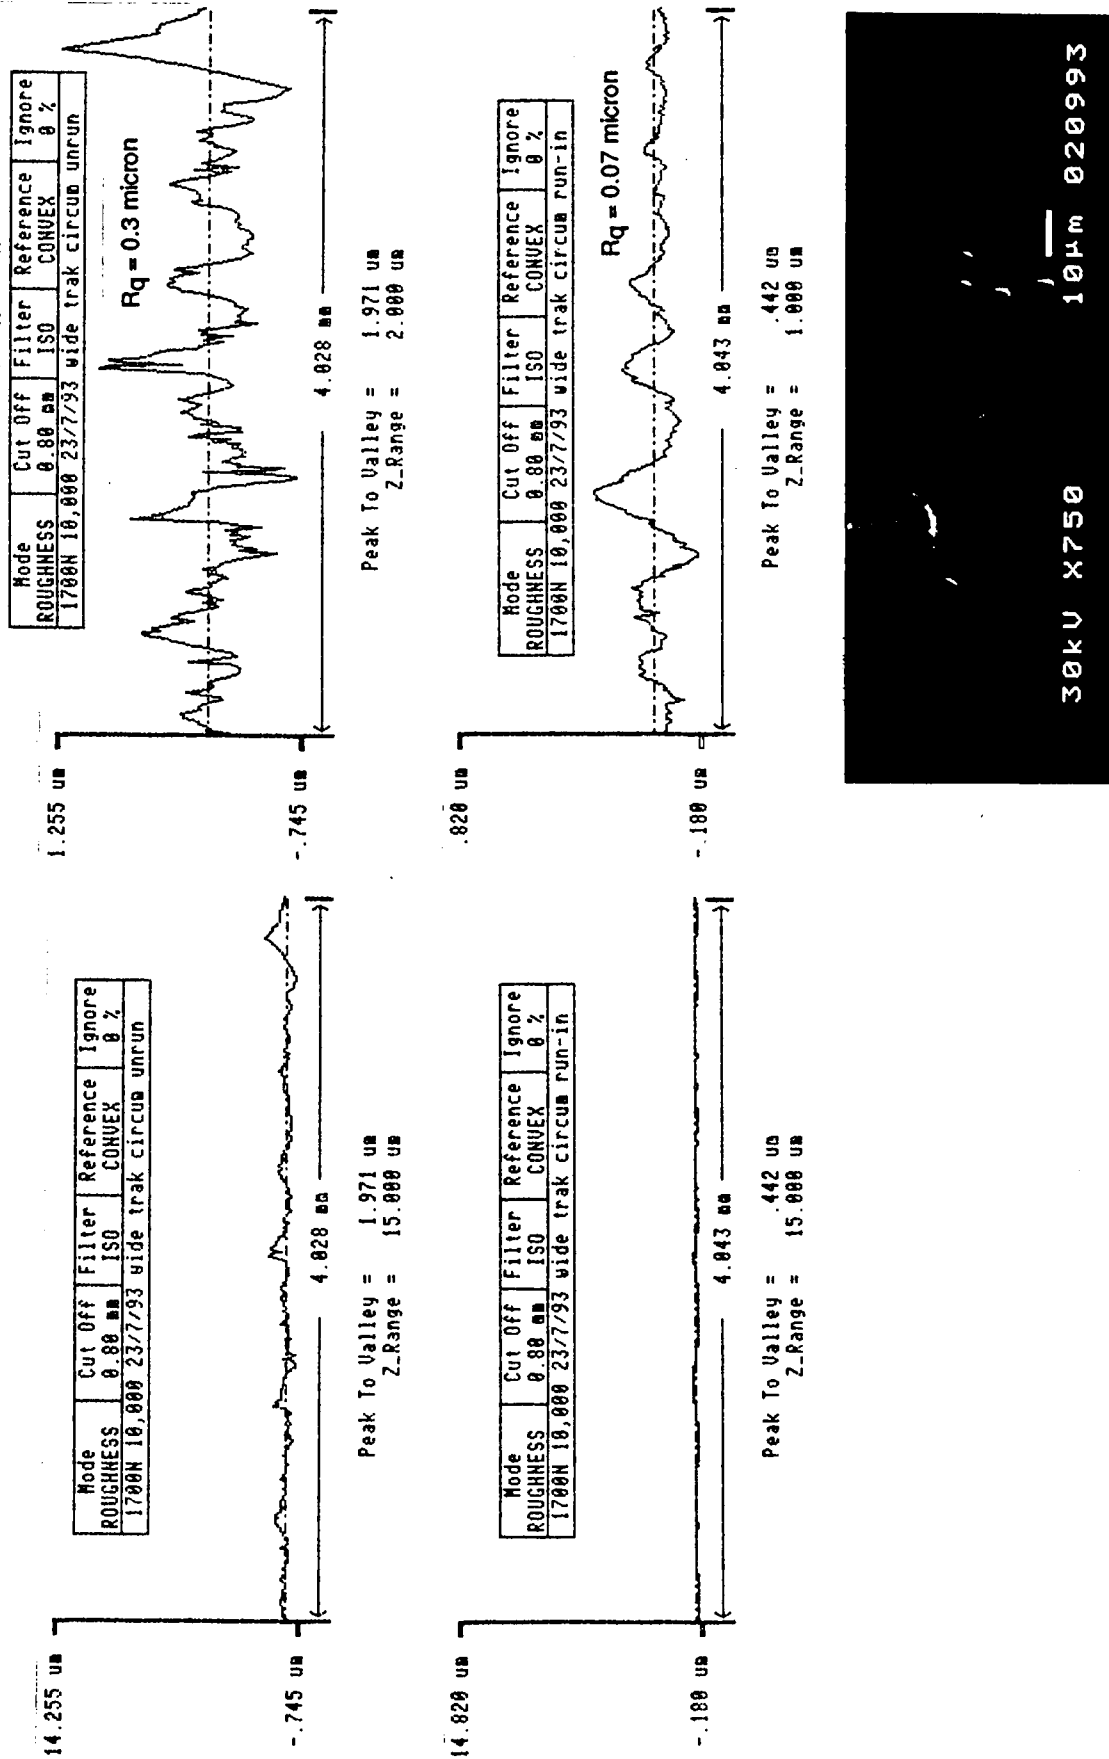 14.255 um
Mode | Cut Off | Filter | Reference | Ignore
ROUGHNESS | 0.80 mm | ISO | CONVEX | 0 %
1700N 10,000 23/7/93 wide trak circum unrun
-.745 um
4.028 mm
Peak To Valley = 1.971 um
Z_Range = 15.000 um
1.255 um
Mode | Cut Off | Filter | Reference | Ignore
ROUGHNESS | 0.80 mm | ISO | CONVEX | 0 %
1700N 10,000 23/7/93 wide trak circum unrun
Rq = 0.3 micron
-.745 um
4.028 mm
Peak To Valley = 1.971 um
Z_Range = 2.000 um
14.820 um
Mode | Cut Off | Filter | Reference | Ignore
ROUGHNESS | 0.80 mm | ISO | CONVEX | 0 %
1700N 10,000 23/7/93 wide trak circum run-in
-.180 um
4.043 mm
Peak To Valley = .442 um
Z_Range = 15.000 um
.820 um
Mode | Cut Off | Filter | Reference | Ignore
ROUGHNESS | 0.80 mm | ISO | CONVEX | 0 %
1700N 10,000 23/7/93 wide trak circum run-in
Rq = 0.07 micron
-.180 um
4.043 mm
Peak To Valley = .442 um
Z_Range = 1.000 um
30kV X750 10µm 020993